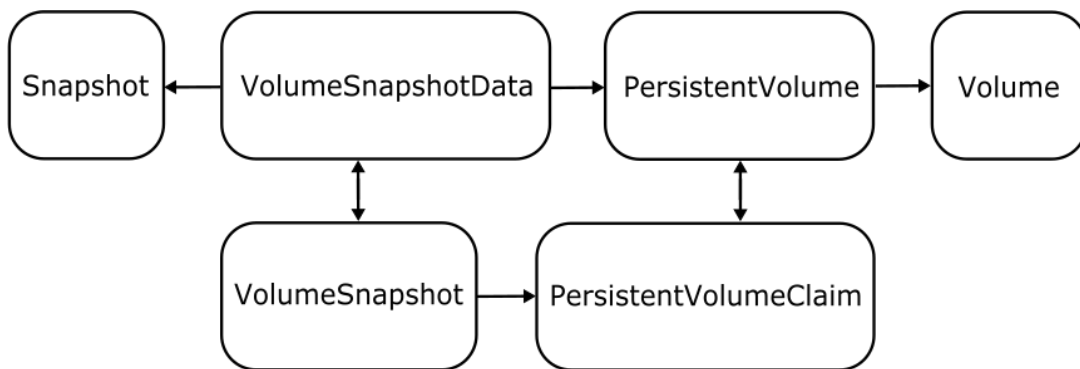 Snapshot
VolumeSnapshotData
PersistentVolume
Volume
VolumeSnapshot
PersistentVolumeClaim